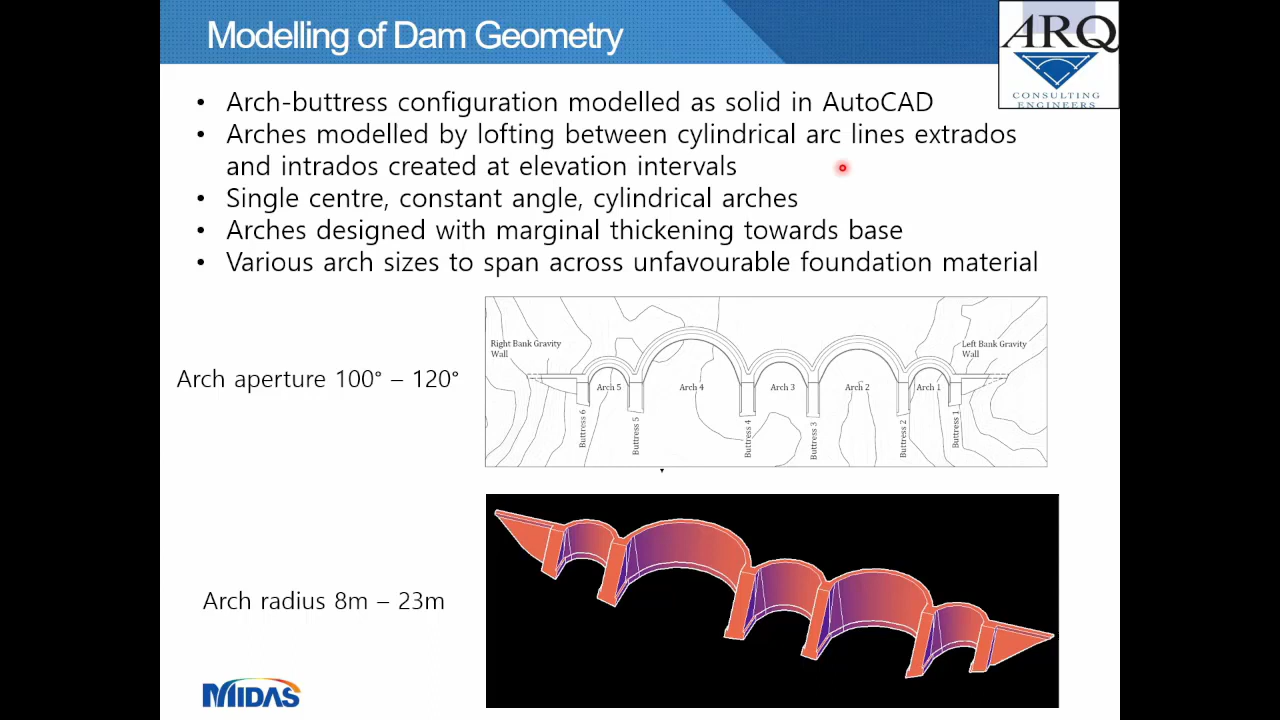 Modelling of Dam Geometry
ARQ
CONSULTING
ENGINEERS
• Arch-buttress configuration modelled as solid in AutoCAD
• Arches modelled by lofting between cylindrical arc lines extrados
and intrados created at elevation intervals
• Single centre, constant angle, cylindrical arches
• Arches designed with marginal thickening towards base
• Various arch sizes to span across unfavourable foundation material
Arch aperture 100° – 120°
Right Bank Gravity
Wall
Left Bank Gravity
Wall
Arch 5
Arch 4
Arch 3
Arch 2
Arch 1
Buttress 6
Buttress 5
Buttress 4
Buttress 3
Buttress 2
Buttress 1
Arch radius 8m – 23m
MIDAS